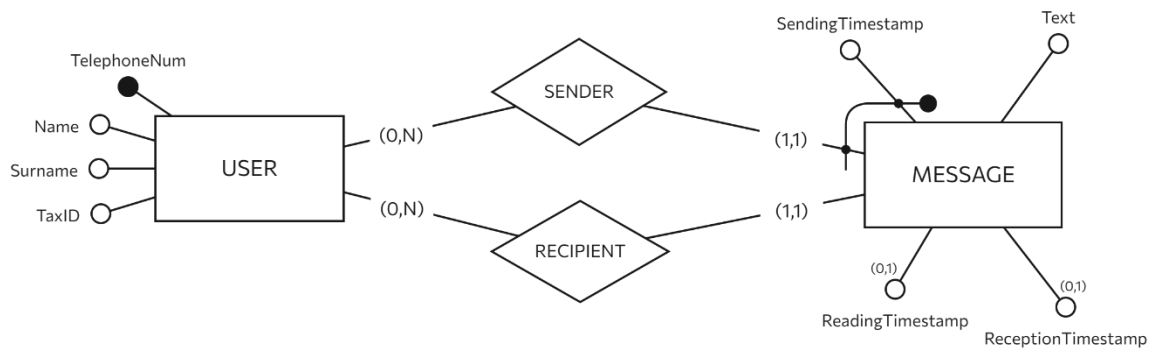 SendingTimestamp
Text
TelephoneNum
Name
Surname
TaxID
USER
(0,N)
(0,N)
SENDER
RECIPIENT
(1,1)
(1,1)
MESSAGE
(0,1)
ReadingTimestamp
(0,1)
ReceptionTimestamp